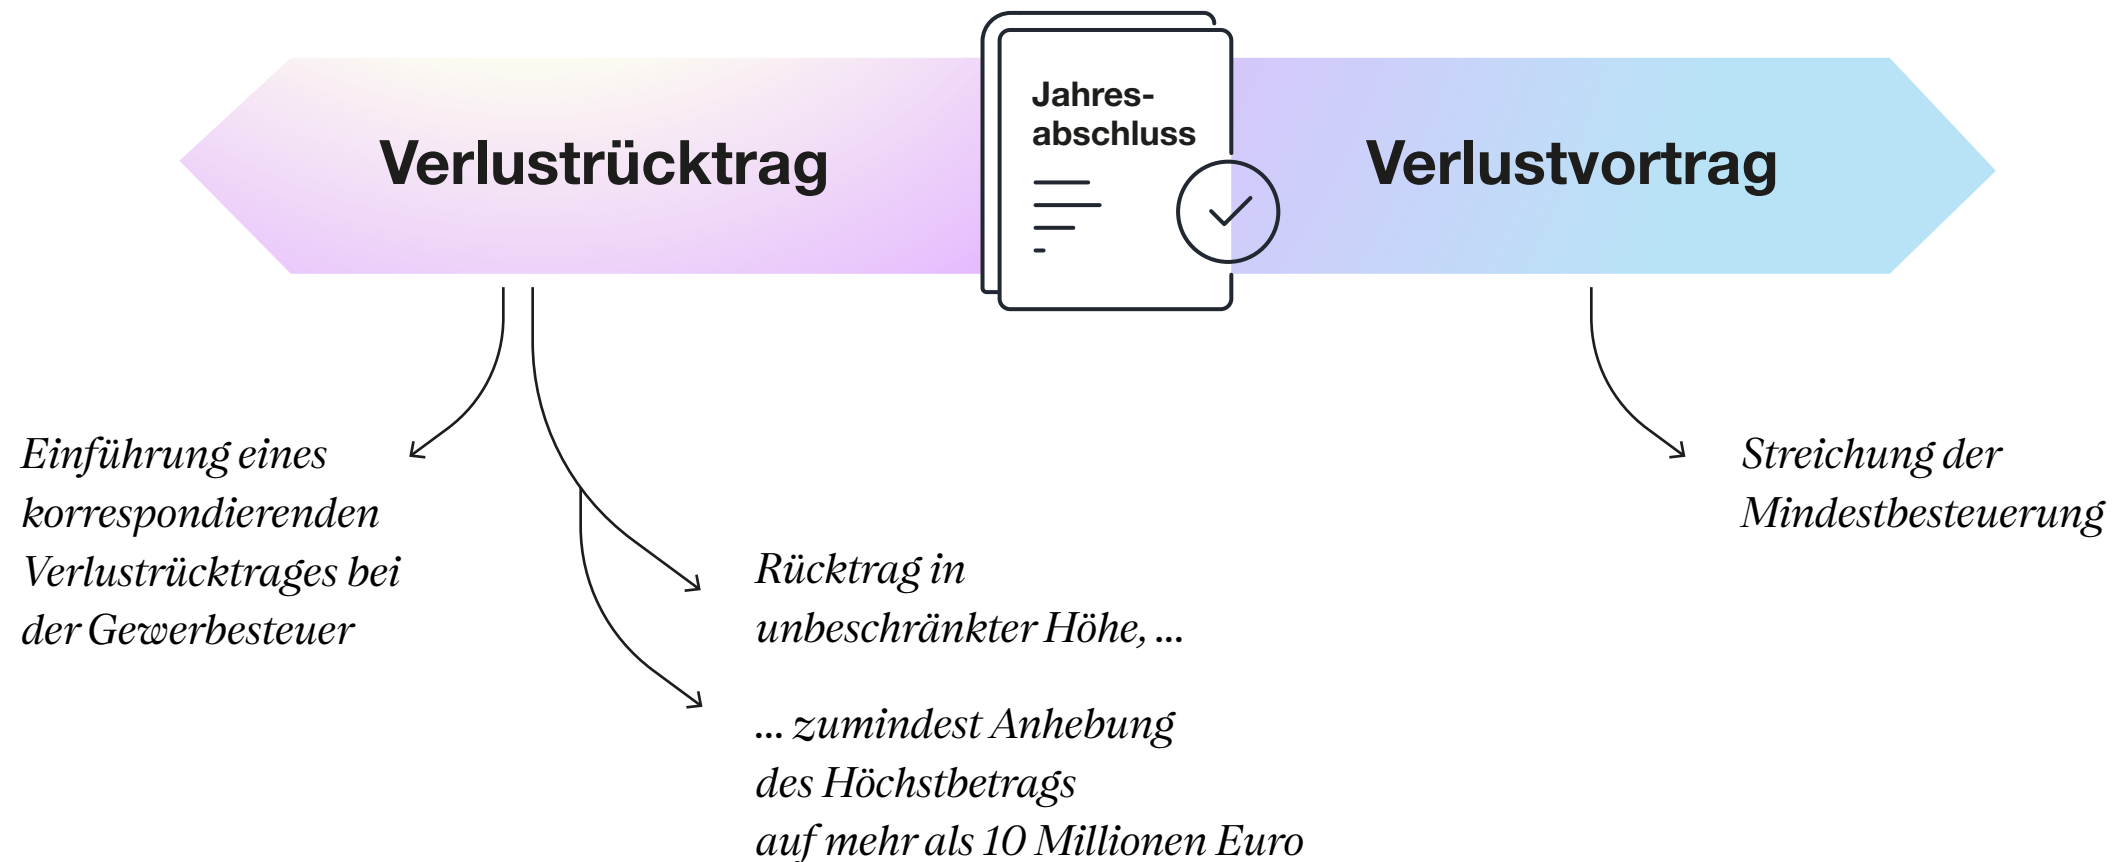 Verlustrücktrag
Jahres-
abschluss
Verlustvortrag
Einführung eines
korrespondierenden
Verlustrücktrages bei
der Gewerbesteuer
Rücktrag in
unbeschränkter Höhe, ...
... zumindest Anhebung
des Höchstbetrags
auf mehr als 10 Millionen Euro
Streichung der
Mindestbesteuerung